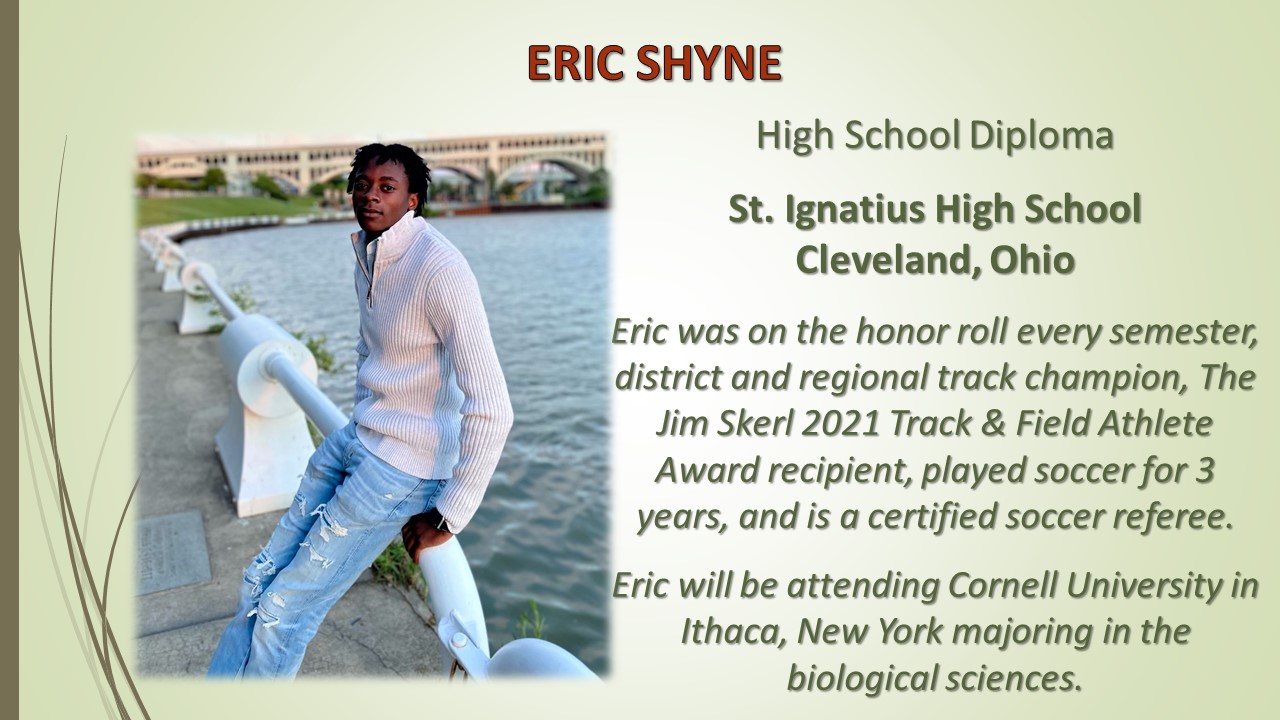 ERIC SHYNE
High School Diploma
St. Ignatius High School
Cleveland, Ohio
Eric was on the honor roll every semester,
district and regional track champion, The
Jim Skerl 2021 Track & Field Athlete
Award recipient, played soccer for 3
years, and is a certified soccer referee.
Eric will be attending Cornell University in
Ithaca, New York majoring in the
biological sciences.